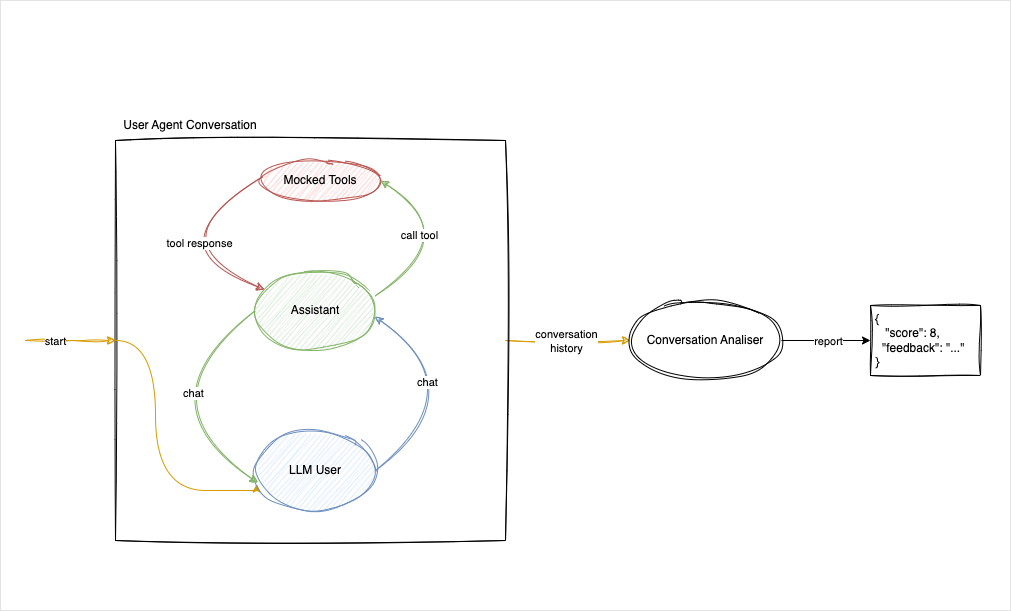 User Agent Conversation
Mocked Tools
tool response
call tool
Assistant
start
chat
chat
LLM User
conversation
history
Conversation Analiser
report
{
"score": 8,
"feedback": "..."
}